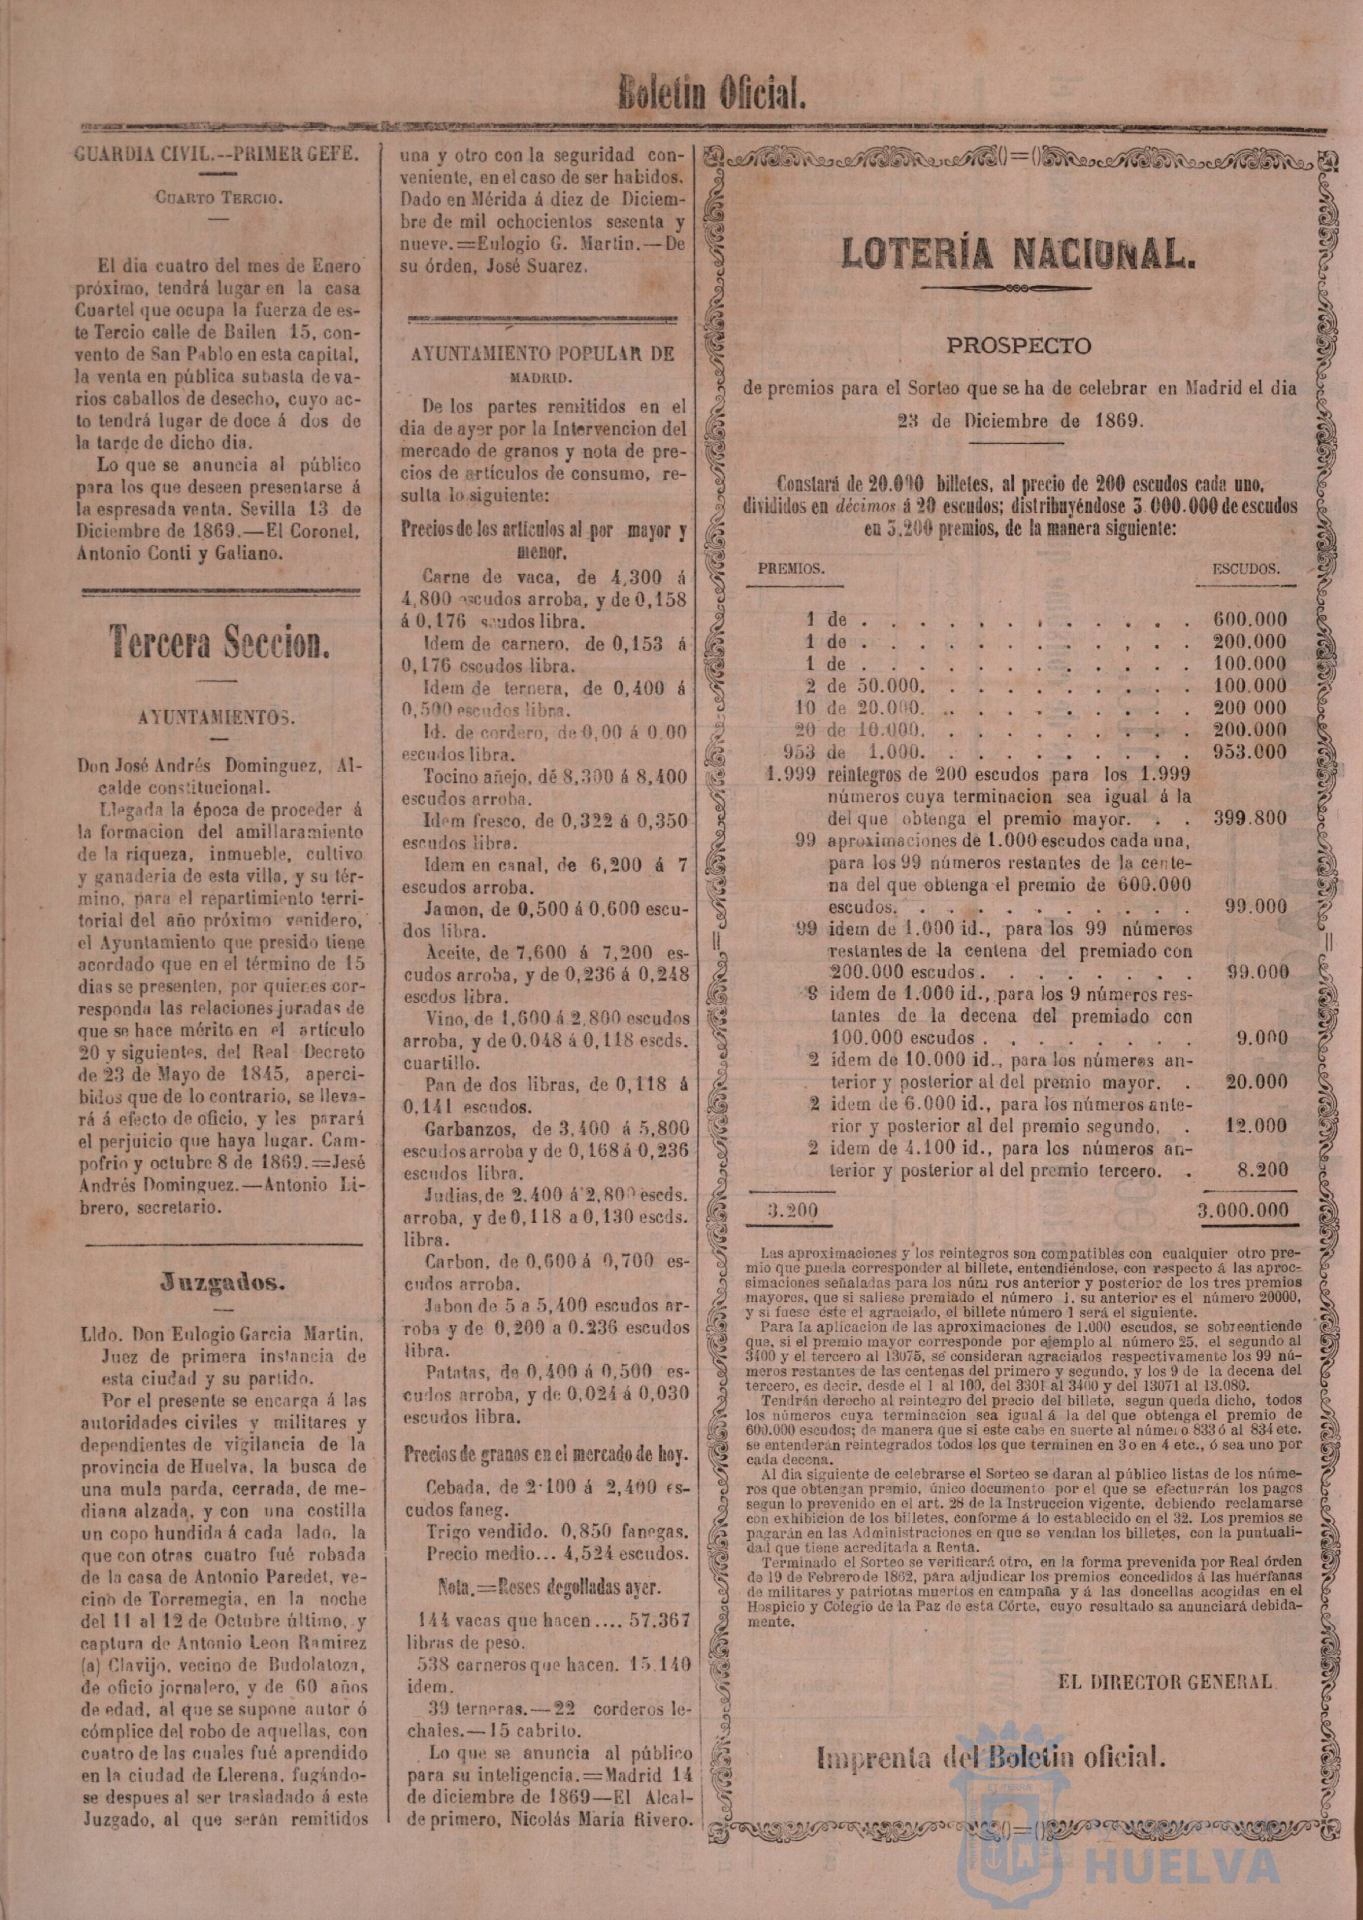 Boletin Oficial.
GUARDIA CIVIL.--PRIMER GEFE.
CUARTO TERCIO.
El dia cuatro del mes de Enero
próximo, tendrá lugar en la casa
Cuartel que ocupa la fuerza de es-
te Tercio calle de Bailen 15, con-
vento de San Pablo en esta capital,
la venta en pública subasta de va-
rios caballos de desecho, cuyo ac-
to tendrá lugar de doce á dos de
la tarde de dicho dia.
Lo que se anuncia al público
para los que deseen presentarse á
la espresada venta. Sevilla 13 de
Diciembre de 1869.—El Coronel,
Antonio Conti y Galiano.
Tercera Seccion.
AYUNTAMIENTOS.
Don José Andrés Dominguez, Al-
calde constitucional.
Llegada la época de proceder á
la formacion del amillaramiento
de la riqueza, inmueble, cultivo
y ganaderia de esta villa, y su tér-
mino, para el repartimiento terri-
torial del año próximo venidero,
el Ayuntamiento que presido tiene
acordado que en el término de 15
dias se presenten, por quienes cor-
responda las relaciones juradas de
que se hace mérito en el artículo
20 y siguientes, del Real Decreto
de 23 de Mayo de 1845, aperci-
bidos que de lo contrario, se lleva-
rá á efecto de oficio, y les parará
el perjuicio que haya lugar. Cam-
pofrio y octubre 8 de 1869.=Jesé
Andrés Dominguez.—Antonio Li-
brero, secretario.
Juzgados.
Lldo. Don Eulogio Garcia Martin,
Juez de primera instancia de
esta ciudad y su partido.
Por el presente se encarga á las
autoridades civiles y militares y
dependientes de vigilancia de la
provincia de Huelva, la busca de
una mula parda, cerrada, de me-
diana alzada, y con una costilla
un copo hundida á cada lado, la
que con otras cuatro fué robada
de la casa de Antonio Paredet, ve-
cino de Torremegia, en la noche
del 11 al 12 de Octubre último, y
captura de Antonio Leon Ramirez
(a) Clavijo, vecino de Budolatoza,
de oficio jornalero, y de 60 años
de edad, al que se supone autor ó
cómplice del robo de aquellas, con
cuatro de las cuales fué aprendido
en la ciudad de Llerena, fugándo-
se despues al ser trasladado á este
Juzgado, al que serán remitidos
una y otro con la seguridad con-
veniente, en el caso de ser habidos.
Dado en Mérida á diez de Diciem-
bre de mil ochocientos sesenta y
nueve.=Eulogio G. Martin.—De
su órden, José Suarez.
AYUNTAMIENTO POPULAR DE
MADRID.
De los partes remitidos en el
dia de ayer por la Intervencion del
mercado de granos y nota de pre-
cios de artículos de consumo, re-
sulta lo siguiente:
Precios de los artículos al por mayor y
menor.
Carne de vaca, de 4,300 á
4,800 escudos arroba, y de 0,158
á 0,176 scudos libra.
Idem de carnero, de 0,153 á
0,176 escudos libra.
Idem de ternera, de 0,400 á
0,500 escudos libra.
Id. de cordero, de 0,00 á 0,00
escudos libra.
Tocino añejo, dé 8,300 á 8,400
escudos arroba.
Idem fresco, de 0,322 á 0,350
escudos libra.
Idem en canal, de 6,200 á 7
escudos arroba.
Jamon, de 0,500 á 0,600 escu-
dos libra.
Aceite, de 7,600 á 7,200 es-
cudos arroba, y de 0,236 á 0,248
escdos libra.
Vino, de 1,600 á 2,800 escudos
arroba, y de 0,048 á 0,118 escds.
cuartillo.
Pan de dos libras, de 0,118 á
0,141 escudos.
Garbanzos, de 3,400 á 5,800
escudos arroba y de 0,168 á 0,236
escudos libra.
Judias, de 2,400 á 2,800 escds.
arroba, y de 0,118 a 0,130 escds.
libra.
Carbon, de 0,600 á 0,700 es-
cudos arroba.
Jabon de 5 a 5,400 escudos ar-
roba y de 0,200 a 0.236 escudos
libra.
Patatas, de 0,400 á 0,500 es-
cudos arroba, y de 0,024 á 0,030
escudos libra.
Precios de granos en el mercado de hoy.
Cebada, de 2·100 á 2,400 es-
cudos faneg.
Trigo vendido. 0,850 fanegas.
Precio medio... 4,524 escudos.
Nota.=Reses degolladas ayer.
144 vacas que hacen.... 57.367
libras de peso.
538 carneros que hacen. 15.140
idem.
39 terneras.—22 corderos le-
chales.—15 cabrito.
Lo que se anuncia al público
para su inteligencia.=Madrid 14
de diciembre de 1869—El Alcal-
de primero, Nicolás María Rivero.
LOTERÍA NACIONAL.
PROSPECTO
de premios para el Sorteo que se ha de celebrar en Madrid el dia
23 de Diciembre de 1869.
Constará de 20.000 billetes, al precio de 200 escudos cada uno,
divididos en décimos á 20 escudos; distribuyéndose 3.000.000 de escudos
en 3.200 premios, de la manera siguiente:
PREMIOS. ESCUDOS.
1 de . . . . . . . . . . . . 600.000
1 de . . . . . . . . . . . . 200.000
1 de . . . . . . . . . . . . 100.000
2 de 50.000. . . . . . . . . . 100.000
10 de 20.000. . . . . . . . . . 200 000
20 de 10.000. . . . . . . . . . 200.000
953 de 1.000. . . . . . . . . . 953.000
1.999 reintegros de 200 escudos para los 1.999
números cuya terminacion sea igual á la
del que obtenga el premio mayor. . . 399.800
99 aproximaciones de 1.000 escudos cada una,
para los 99 números restantes de la cente-
na del que obtenga el premio de 600.000
escudos. . . . . . . . . . 99.000
99 idem de 1.000 id., para los 99 números
restantes de la centena del premiado con
200.000 escudos . . . . . . . 99.000
9 idem de 1.000 id., para los 9 números res-
tantes de la decena del premiado con
100.000 escudos . . . . . . . 9.000
2 idem de 10.000 id., para los números an-
terior y posterior al del premio mayor. . 20.000
2 idem de 6.000 id., para los números ante-
rior y posterior al del premio segundo. . 12.000
2 idem de 4.100 id., para los números an-
terior y posterior al del premio tercero. . 8.200
3.200 3.000.000
Las aproximaciones y los reintegros son compatibles con cualquier otro pre-
mio que pueda corresponder al billete, entendiéndose, con respecto á las aproc-
simaciones señaladas para los núm rus anterior y posterior de los tres premios
mayores, que si saliese premiado el número 1, su anterior es el número 20000,
y si fuese éste el agraciado, el billete número 1 será el siguiente.
Para la aplicacion de las aproximaciones de 1.000 escudos, se sobreentiende
que, si el premio mayor corresponde por ejemplo al número 25, el segundo al
3400 y el tercero al 13075, se consideran agraciados respectivamente los 99 nú-
meros restantes de las centenas del primero y segundo, y los 9 de la decena del
tercero, es decir, desde el 1 al 100, del 3301 al 3400 y del 13071 al 13.080.
Tendrán derecho al reintegro del precio del billete, segun queda dicho, todos
los números cuya terminacion sea igual á la del que obtenga el premio de
600.000 escudos; de manera que si este cabe en suerte al número 833 ó al 834 etc.
se entenderán reintegrados todos los que terminen en 3 o en 4 etc., ó sea uno por
cada decena.
Al dia siguiente de celebrarse el Sorteo se daran al público listas de los núme-
ros que obtengan premio, único documento por el que se efectuarán los pagos
segun lo prevenido en el art. 28 de la Instruccion vigente, debiendo reclamarse
con exhibicion de los billetes, conforme á lo establecido en el 32. Los premios se
pagarán en las Administraciones en que se vendan los billetes, con la puntuali-
dad que tiene acreditada a Renta.
Terminado el Sorteo se verificará otro, en la forma prevenida por Real órden
de 19 de Febrero de 1862, para adjudicar los premios concedidos á las huérfanas
de militares y patriotas muertos en campaña y á las doncellas acogidas en el
Hospicio y Colegio de la Paz de esta Córte, cuyo resultado sa anunciará debida-
mente.
EL DIRECTOR GENERAL
Imprenta del Boletin oficial.
HUELVA